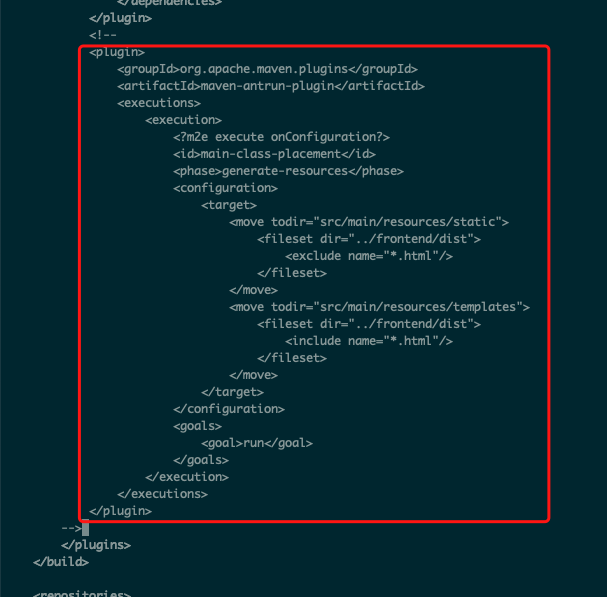 </dependencies>
</plugin>
<!--
<plugin>
<groupId>org.apache.maven.plugins</groupId>
<artifactId>maven-antrun-plugin</artifactId>
<executions>
<execution>
<?m2e execute onConfiguration?>
<id>main-class-placement</id>
<phase>generate-resources</phase>
<configuration>
<target>
<move todir="src/main/resources/static">
<fileset dir="../frontend/dist">
<exclude name="*.html"/>
</fileset>
</move>
<move todir="src/main/resources/templates">
<fileset dir="../frontend/dist">
<include name="*.html"/>
</fileset>
</move>
</target>
</configuration>
<goals>
<goal>run</goal>
</goals>
</execution>
</executions>
</plugin>
-->
</plugins>
</build>
<repositories>